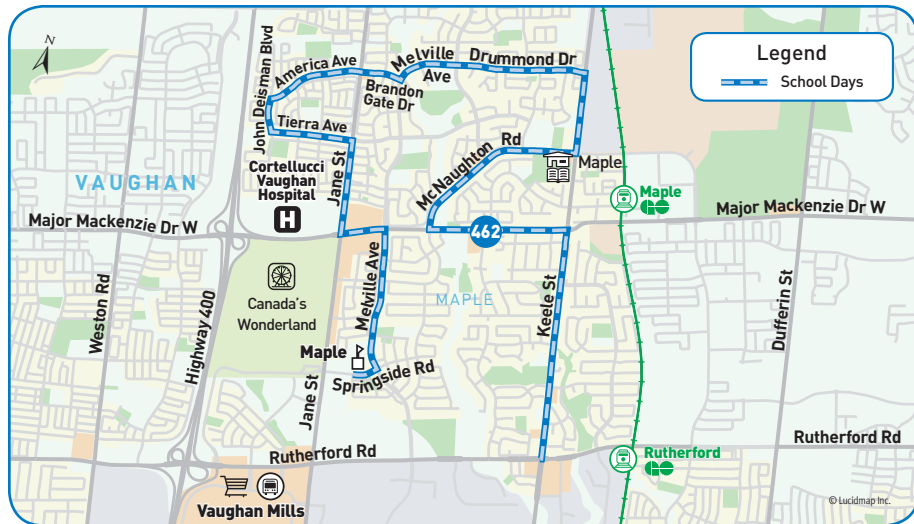 N
Legend
School Days
John Deisman Blvd
America Ave
Melville
Ave
Drummond Dr
Brandon
Gate Dr
Tierra Ave
McNaughton Rd
Maple
Jane St
Cortellucci
Vaughan
Hospital
H
VAUGHAN
Maple
GO
Major Mackenzie Dr W
Major Mackenzie Dr W
462
Weston Rd
Highway 400
Canada's
Wonderland
Melville Ave
MAPLE
Keele St
Dufferin St
Maple
Springside Rd
Jane St
Rutherford Rd
Rutherford Rd
Rutherford
GO
Vaughan Mills
© Lucidmap Inc.